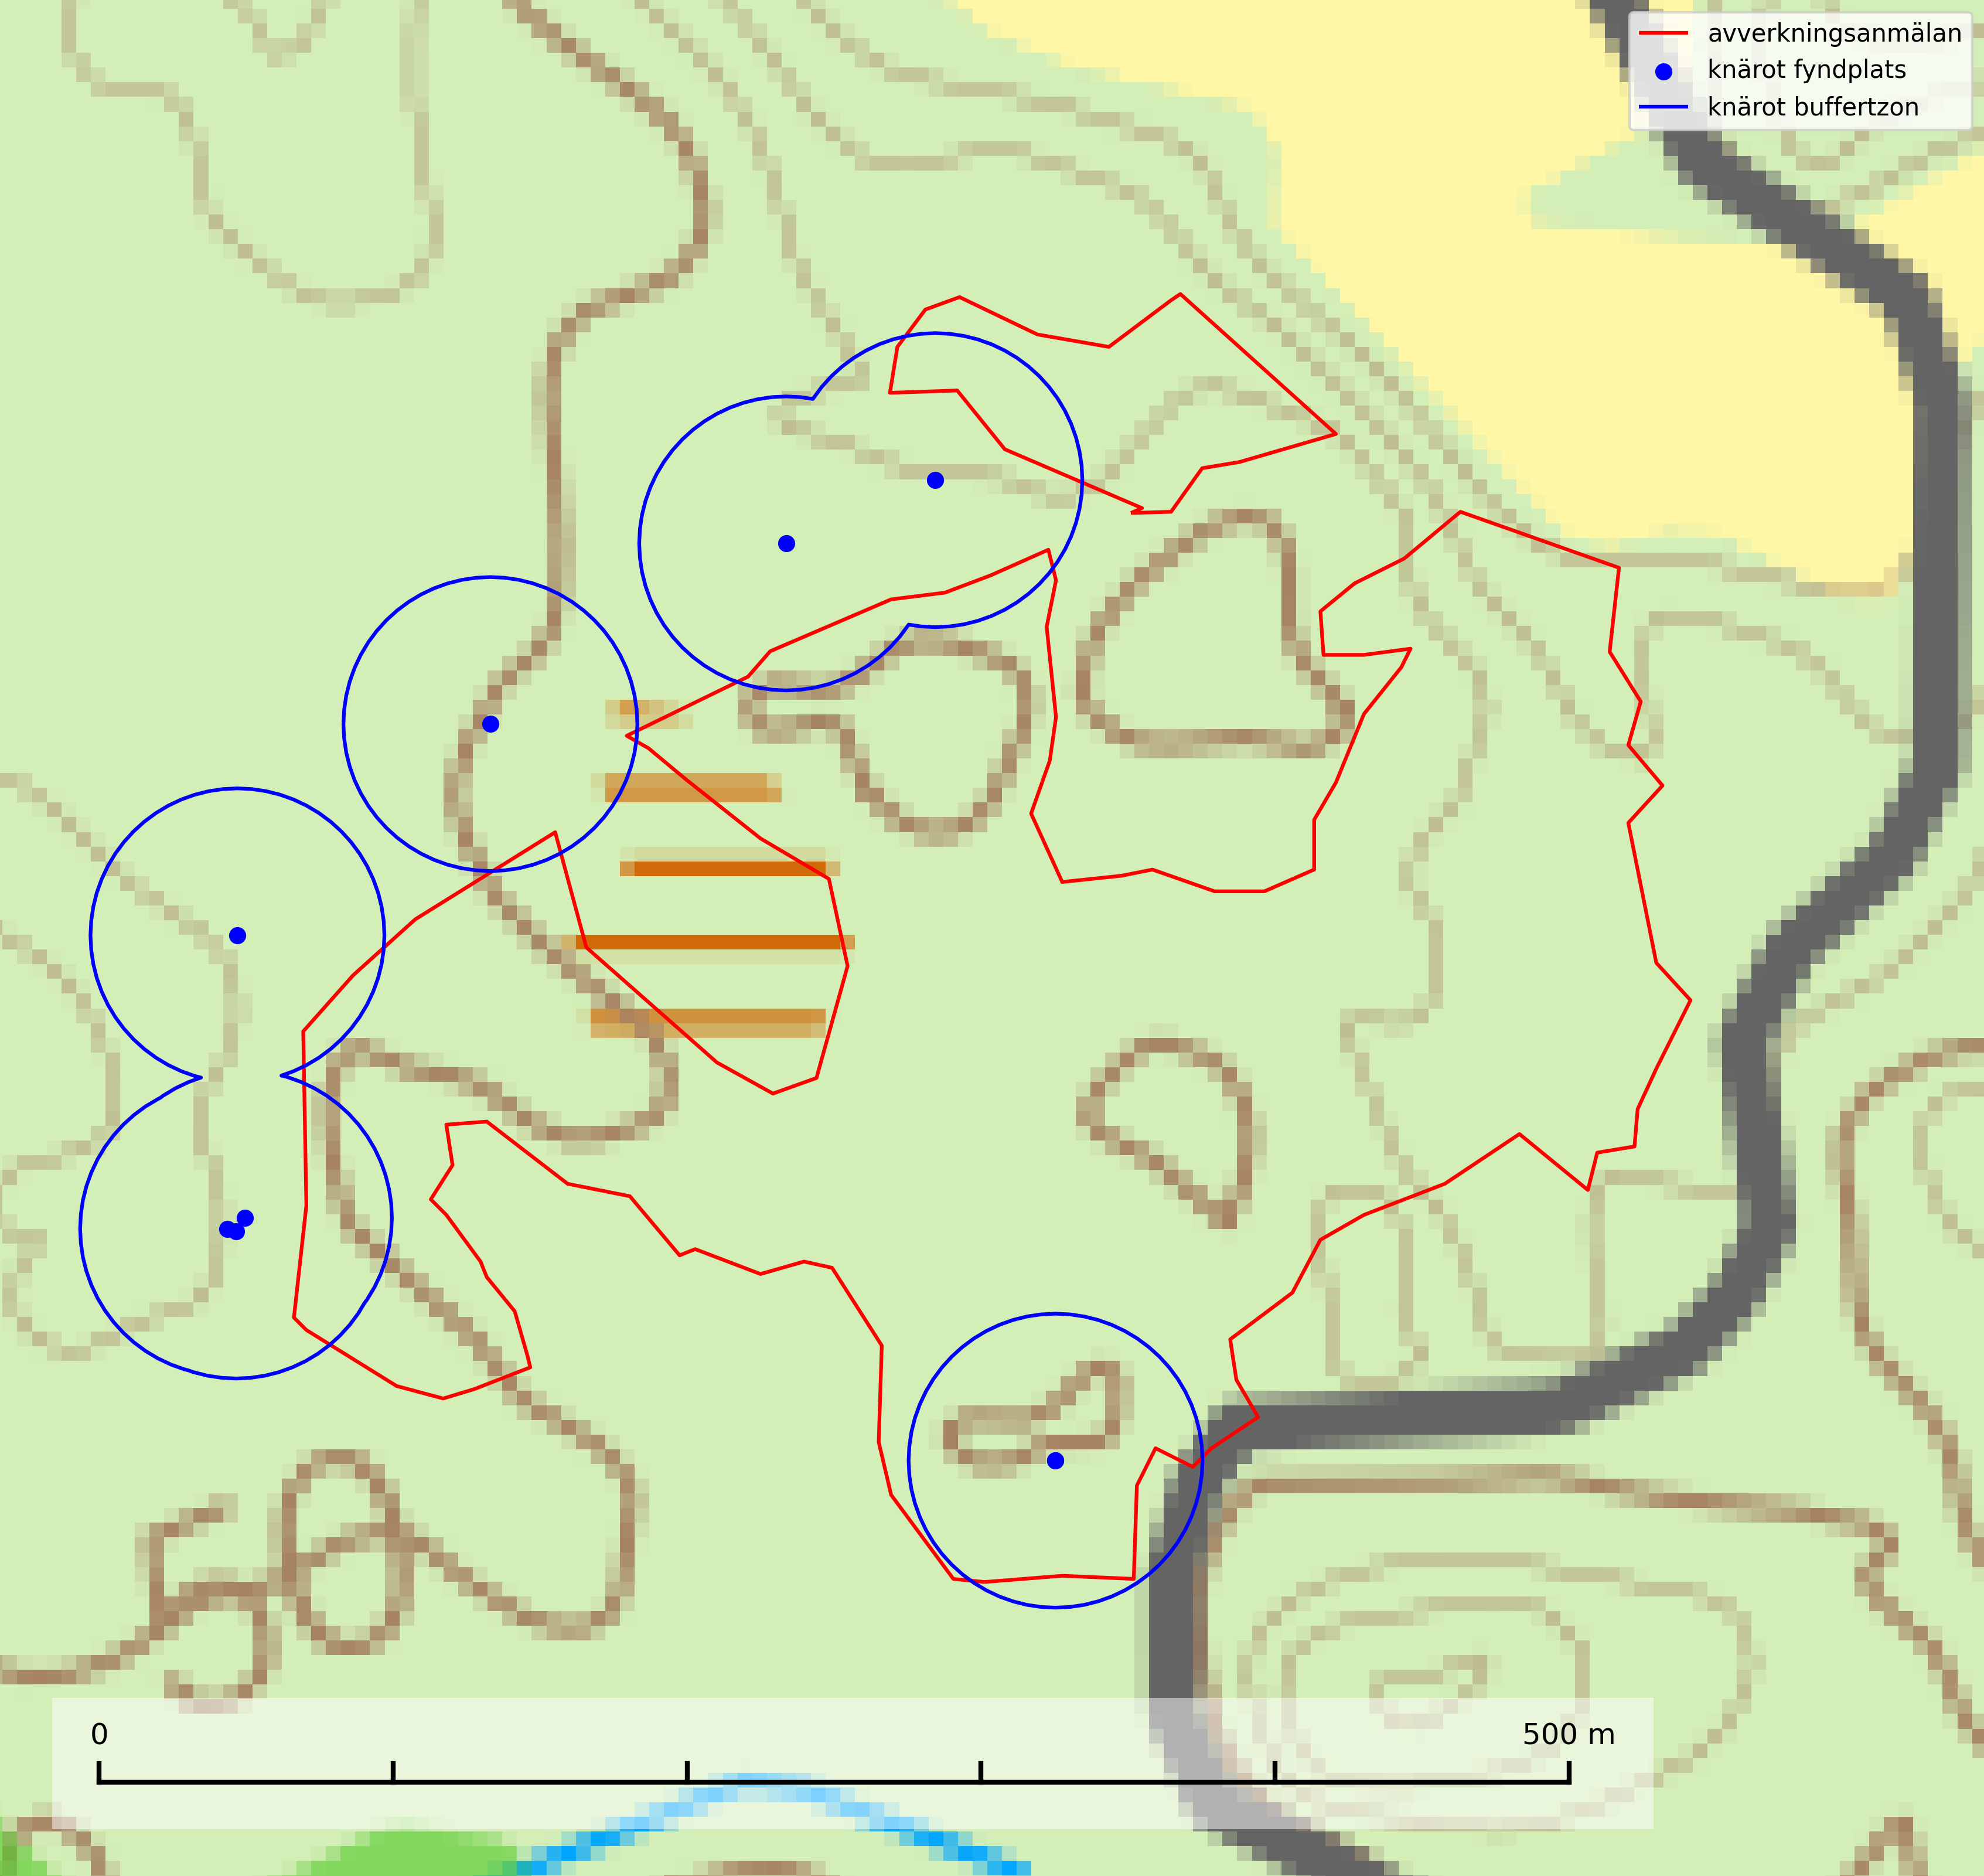 avverkningsanmälan
knärot fyndplats
knärot buffertzon
0 500 m